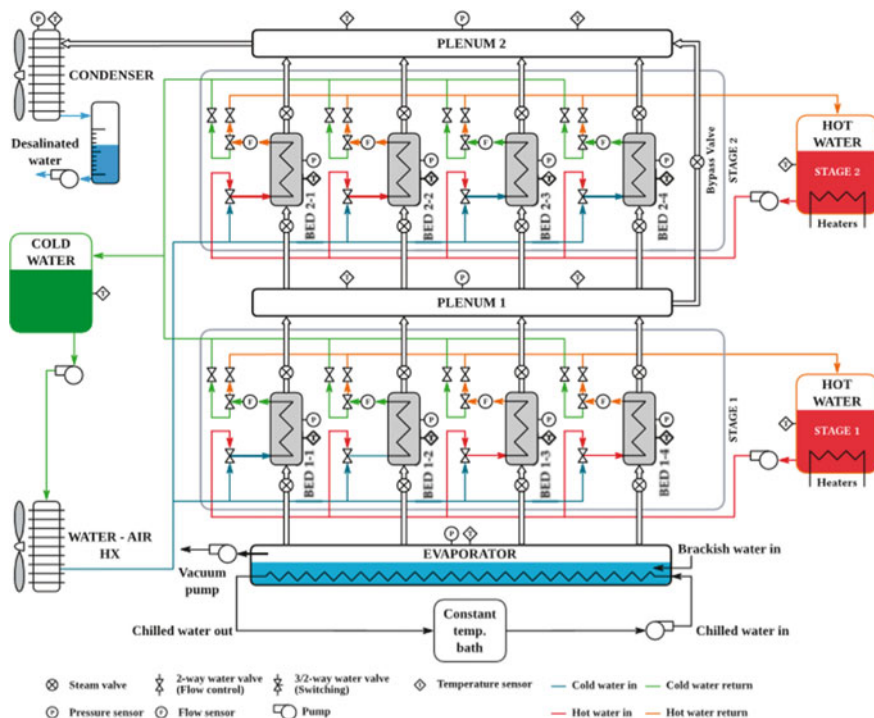 P
T
T
P
T
PLENUM 2
CONDENSER
Desalinated
water
F
F
F
F
P
T
P
T
P
T
P
T
BED 2-1
BED 2-2
BED 2-3
BED 2-4
Bypass Valve
STAGE 2
HOT
WATER
STAGE 2
T
Heaters
COLD
WATER
T
T
P
T
PLENUM 1
F
F
F
F
P
T
P
T
P
T
P
T
BED 1-1
BED 1-2
BED 1-3
BED 1-4
STAGE 1
HOT
WATER
STAGE 1
T
Heaters
WATER - AIR
HX
P
T
EVAPORATOR
Brackish water in
Vacuum
pump
Chilled water out
Constant
temp.
bath
Chilled water in
Steam valve
2-way water valve
(Flow control)
3/2-way water valve
(Switching)
T
Temperature sensor
Cold water in
Cold water return
P
Pressure sensor
F
Flow sensor
Pump
Hot water in
Hot water return